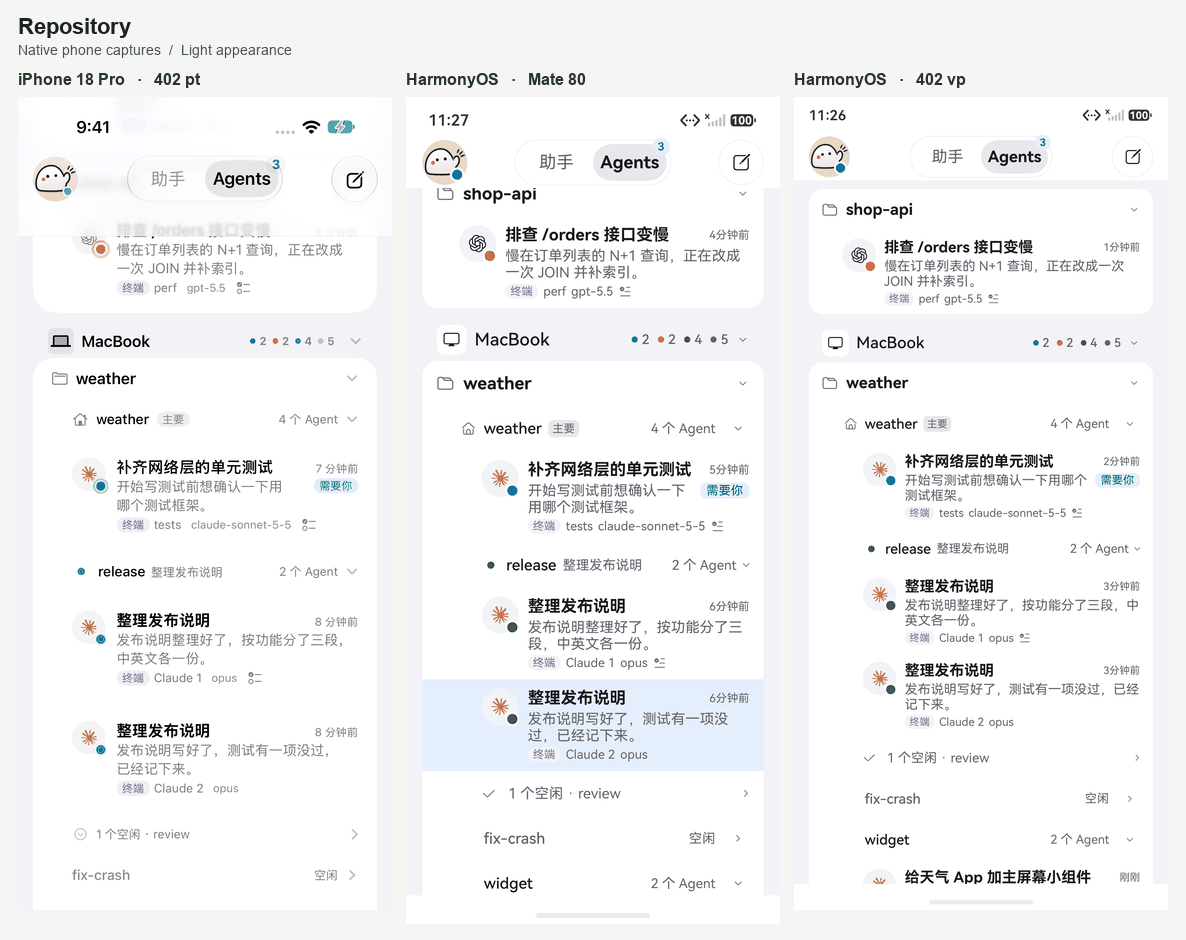 Repository
Native phone captures / Light appearance
iPhone 18 Pro · 402 pt
9:41
助手
Agents
3
排查 /orders 接口变慢
慢在订单列表的 N+1 查询，正在改成
一次 JOIN 并补索引。
终端 perf gpt-5.5
MacBook
2 2 4 5
weather
weather 主要 4 个 Agent
补齐网络层的单元测试 7 分钟前
开始写测试前想确认一下用 需要你
哪个测试框架。
终端 tests claude-sonnet-5-5
release 整理发布说明 2 个 Agent
整理发布说明 8 分钟前
发布说明整理好了，按功能分了三段，
中英文各一份。
终端 Claude 1 opus
整理发布说明 8 分钟前
发布说明写好了，测试有一项没过，
已经记下来。
终端 Claude 2 opus
1 个空闲 · review
fix-crash 空闲
HarmonyOS · Mate 80
11:27
100
助手
Agents
3
shop-api
排查 /orders 接口变慢 4分钟前
慢在订单列表的 N+1 查询，正在改成
一次 JOIN 并补索引。
终端 perf gpt-5.5
MacBook
2 2 4 5
weather
weather 主要 4 个 Agent
补齐网络层的单元测试 5分钟前
开始写测试前想确认一下 需要你
用哪个测试框架。
终端 tests claude-sonnet-5-5
release 整理发布说明 2 个 Agent
整理发布说明 6分钟前
发布说明整理好了，按功能分了三
段，中英文各一份。
终端 Claude 1 opus
整理发布说明 6分钟前
发布说明写好了，测试有一项没
过，已经记下来。
终端 Claude 2 opus
1 个空闲 · review
fix-crash 空闲
widget 2 个 Agent
HarmonyOS · 402 vp
11:26
100
助手
Agents
3
shop-api
排查 /orders 接口变慢 1分钟前
慢在订单列表的 N+1 查询，正在改成一次
JOIN 并补索引。
终端 perf gpt-5.5
MacBook
2 2 4 5
weather
weather 主要 4 个 Agent
补齐网络层的单元测试 2分钟前
开始写测试前想确认一下用哪个 需要你
测试框架。
终端 tests claude-sonnet-5-5
release 整理发布说明 2 个 Agent
整理发布说明 3分钟前
发布说明整理好了，按功能分了三段，中
英文各一份。
终端 Claude 1 opus
整理发布说明 3分钟前
发布说明写好了，测试有一项没过，已经
记下来。
终端 Claude 2 opus
1 个空闲 · review
fix-crash 空闲
widget 2 个 Agent
给天气 App 加主屏幕小组件 刚刚